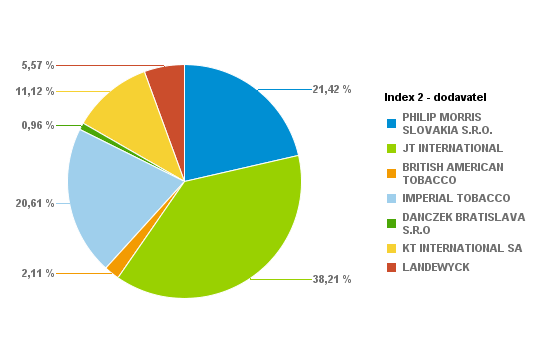 5,57 %
11,12 %
0,96 %
20,61 %
2,11 %
21,42 %
38,21 %
Index 2 - dodavatel
PHILIP MORRIS
SLOVAKIA S.R.O.
JT INTERNATIONAL
BRITISH AMERICAN
TOBACCO
IMPERIAL TOBACCO
DANCZEK BRATISLAVA
S.R.O
KT INTERNATIONAL SA
LANDEWYCK